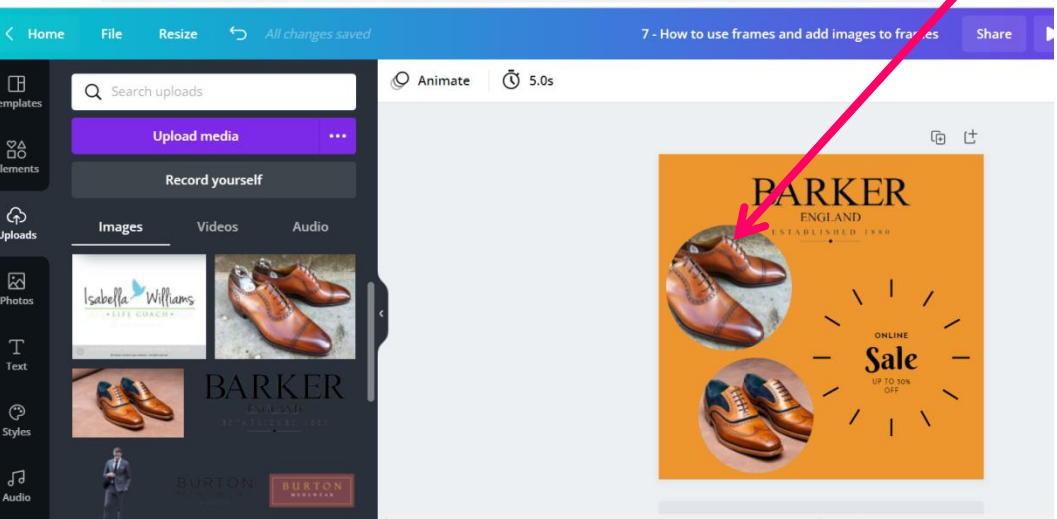 Home File Resize All changes saved 7 - How to use frames and add images to frames Share
Animate 5.0s
emplates
Search uploads
Upload media
Record yourself
lements
Uploads
Images Videos Audio
Photos
Text
Styles
Audio
Isabella Williams
• LIFE COACH •
BARKER
ENGLAND
BURTON
BURTON
MENSWEAR
BARKER
ENGLAND
ESTABLISHED 1880
ONLINE
Sale
UP TO 30%
OFF